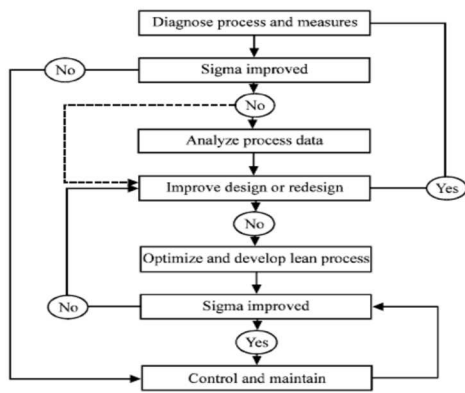 Diagnose process and measures
No
Sigma improved
No
Analyze process data
Improve design or redesign
Yes
No
Optimize and develop lean process
No
Sigma improved
Yes
Control and maintain